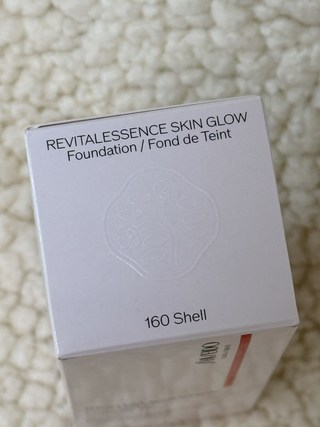 REVITALESSENCE SKIN GLOW
Foundation / Fond de Teint
160 Shell